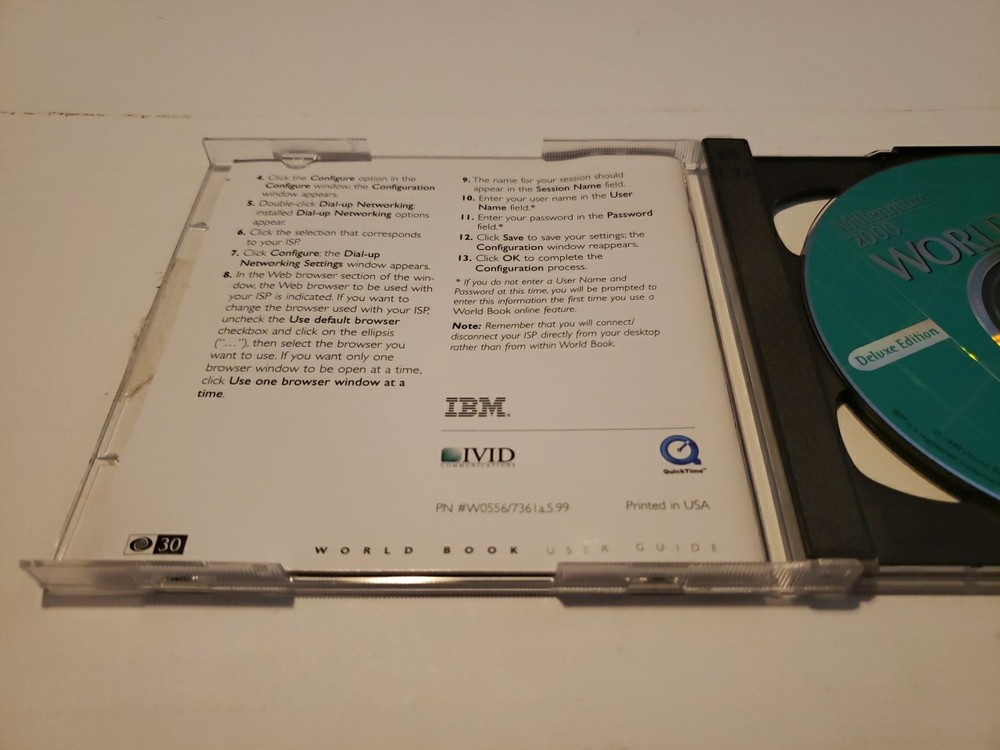 4. Click the Configure option in the
Configure window; the Configuration
window appears.
5. Double-click Dial-up Networking;
installed Dial-up Networking options
appear.
6. Click the selection that corresponds
to your ISP.
7. Click Configure: the Dial-up
Networking Settings window appears.
8. In the Web browser section of the win-
dow, the Web browser to be used with
your ISP is indicated. If you want to
change the browser used with your ISP,
uncheck the Use default browser
checkbox and click on the ellipsis
("..."), then select the browser you
want to use. If you want only one
browser window to be open at a time,
click Use one browser window at a
time.
9. The name for your session should
appear in the Session Name field.
10. Enter your user name in the User
Name field.*
11. Enter your password in the Password
field.*
12. Click Save to save your settings; the
Configuration window reappears.
13. Click OK to complete the
Configuration process.
* If you do not enter a User Name and
Password at this time, you will be prompted to
enter this information the first time you use a
World Book online feature.
Note: Remember that you will connect/
disconnect your ISP directly from your desktop
rather than from within World Book.
IBM®
IVID
COMMUNICATIONS
QuickTime™
PN #W0556/7361a5.99
Printed in USA
30
WORLD BOOK USER GUIDE
Millennium
2000
WORLD
Deluxe Edition